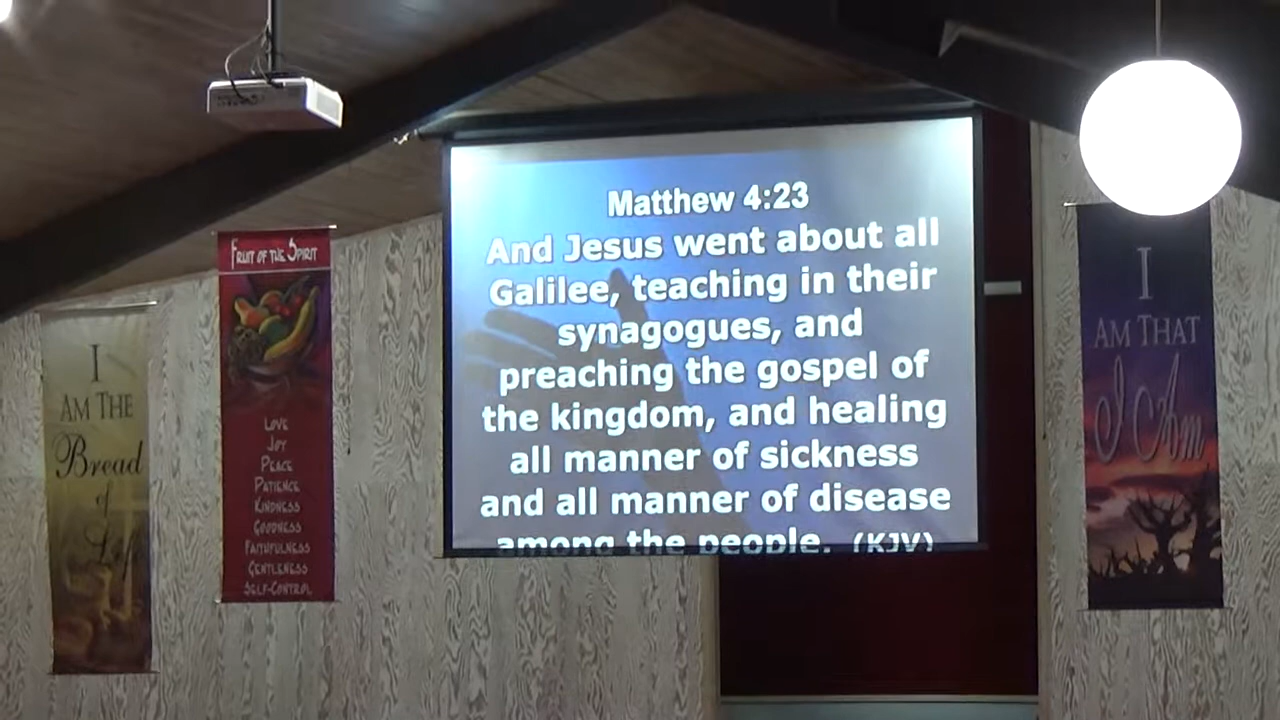 Matthew 4:23
And Jesus went about all
Galilee, teaching in their
synagogues, and
preaching the gospel of
the kingdom, and healing
all manner of sickness
and all manner of disease
among the people. (KJV)
I
AM THE
Bread
of
Life
FRUIT OF THE SPIRIT
LOVE
JOY
PEACE
PATIENCE
KINDNESS
GOODNESS
FAITHFULNESS
GENTLENESS
SELF-CONTROL
I
AM THAT
I Am